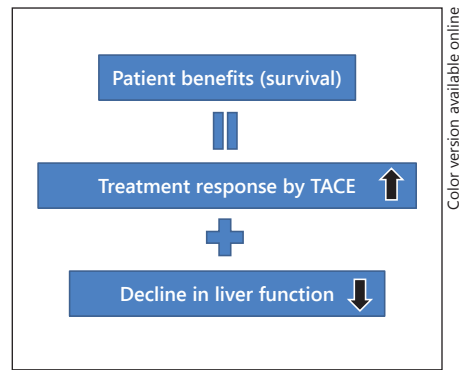 Patient benefits (survival)
Treatment response by TACE
Decline in liver function
Color version available online